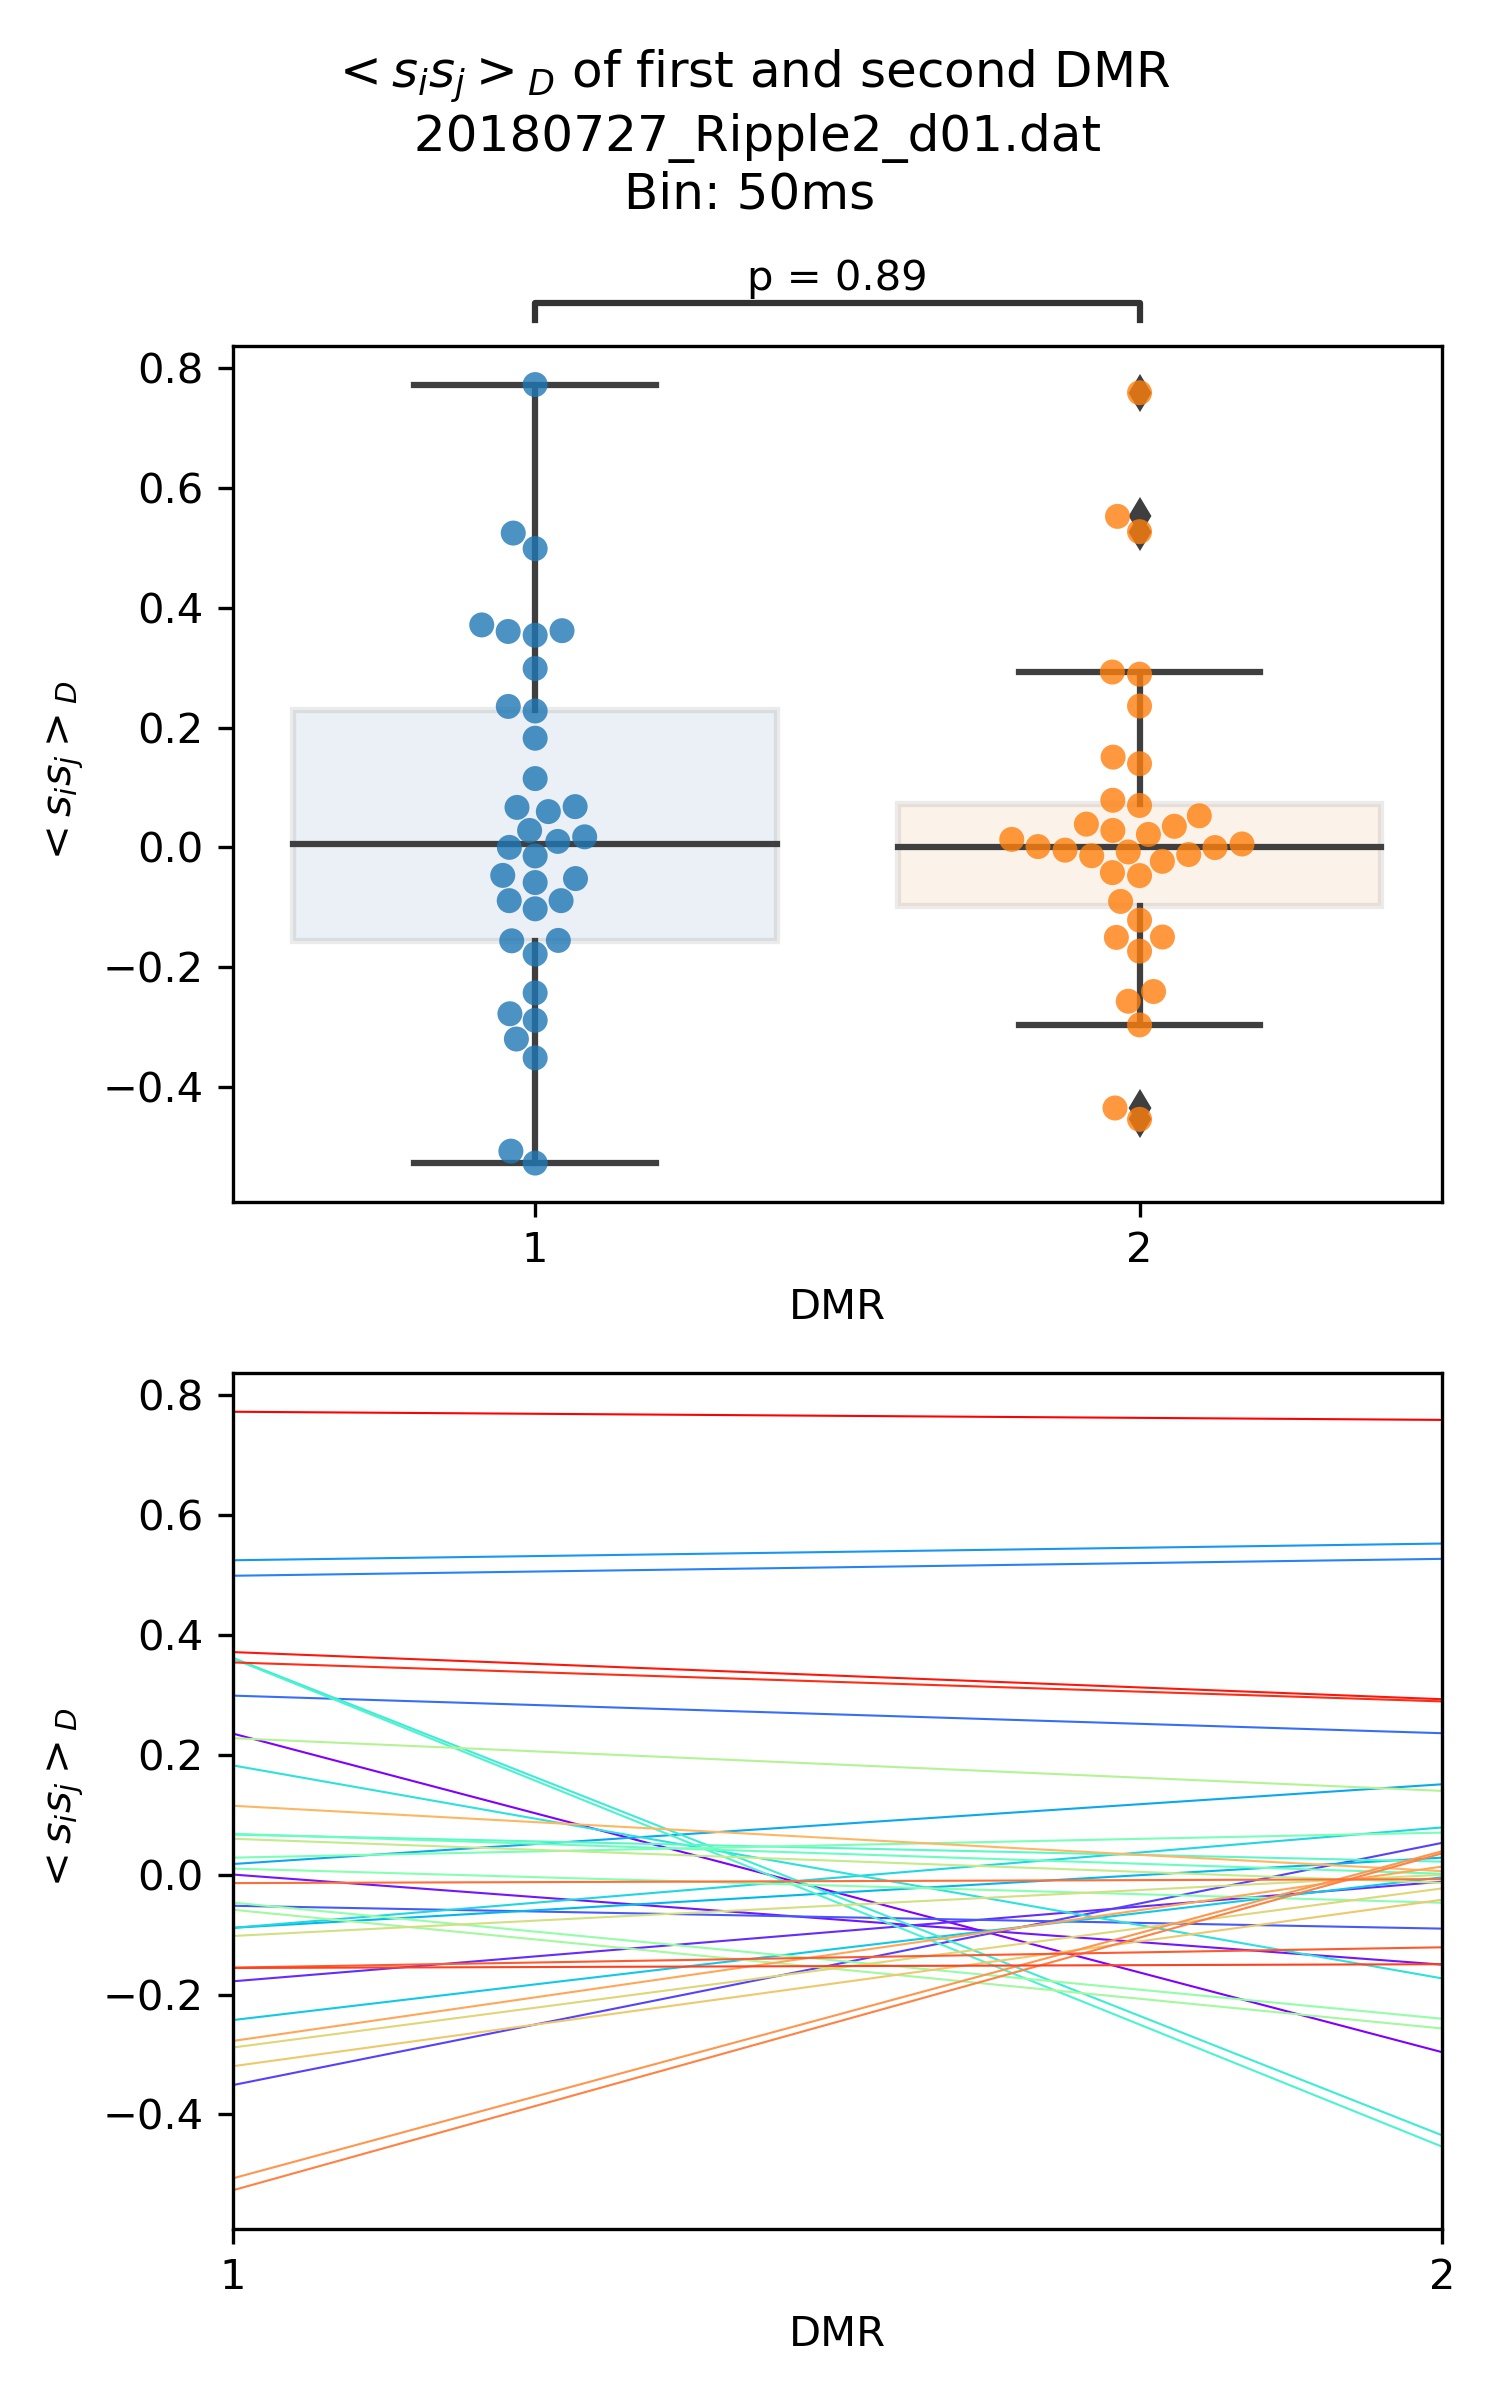 < s_i s_j >_D of first and second DMR
20180727_Ripple2_d01.dat
Bin: 50ms
p = 0.89
0.8
0.6
0.4
0.2
0.0
−0.2
−0.4
< s_i s_j >_D
1
2
DMR
0.8
0.6
0.4
0.2
0.0
−0.2
−0.4
< s_i s_j >_D
1
2
DMR